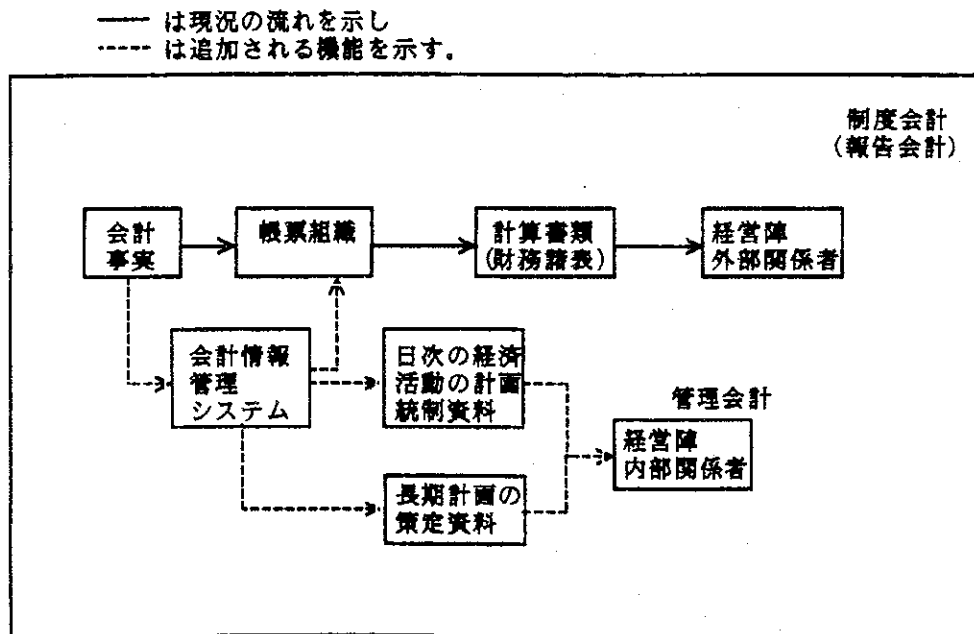 は現況の流れを示し
は追加される機能を示す。
制度会計
(報告会計)
会計
事実
帳票組織
計算書類
(財務諸表)
経営陣
外部関係者
会計情報
管理
システム
日次の経済
活動の計画
統制資料
管理会計
経営陣
内部関係者
長期計画の
策定資料